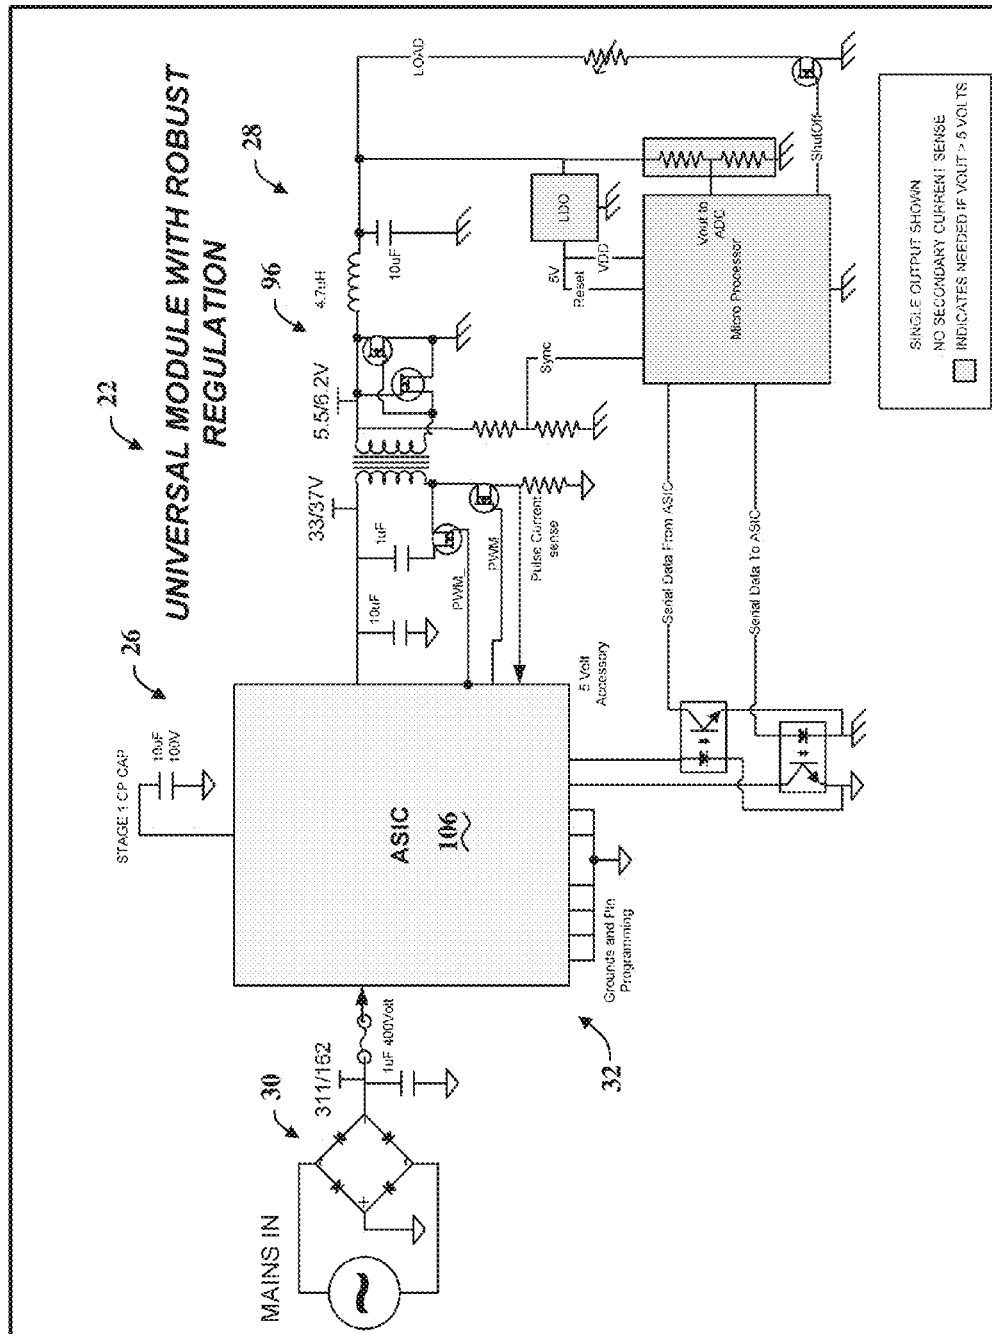 UNIVERSAL MODULE WITH ROBUST
REGULATION
22
26
28
96
30
32
MAINS IN
311/162
1uF 400Volt
STAGE 1 CP CAP
10uF
100V
ASIC
106
Grounds and Pin
Programming
5 Volt
Accessory
10uF
1uF
33/37V
PWM_
PWM
Pulse Current
sense
5.5/6.2V
4.7uH
10uF
LOAD
Sync
5V
Reset
VDD
LDO
Vout to
ADC
Micro Processor
ShutOff
Serial Data From ASIC
Serial Data To ASIC
SINGLE OUTPUT SHOWN
NO SECONDARY CURRENT SENSE
INDICATES NEEDED IF VOUT > 5 VOLTS